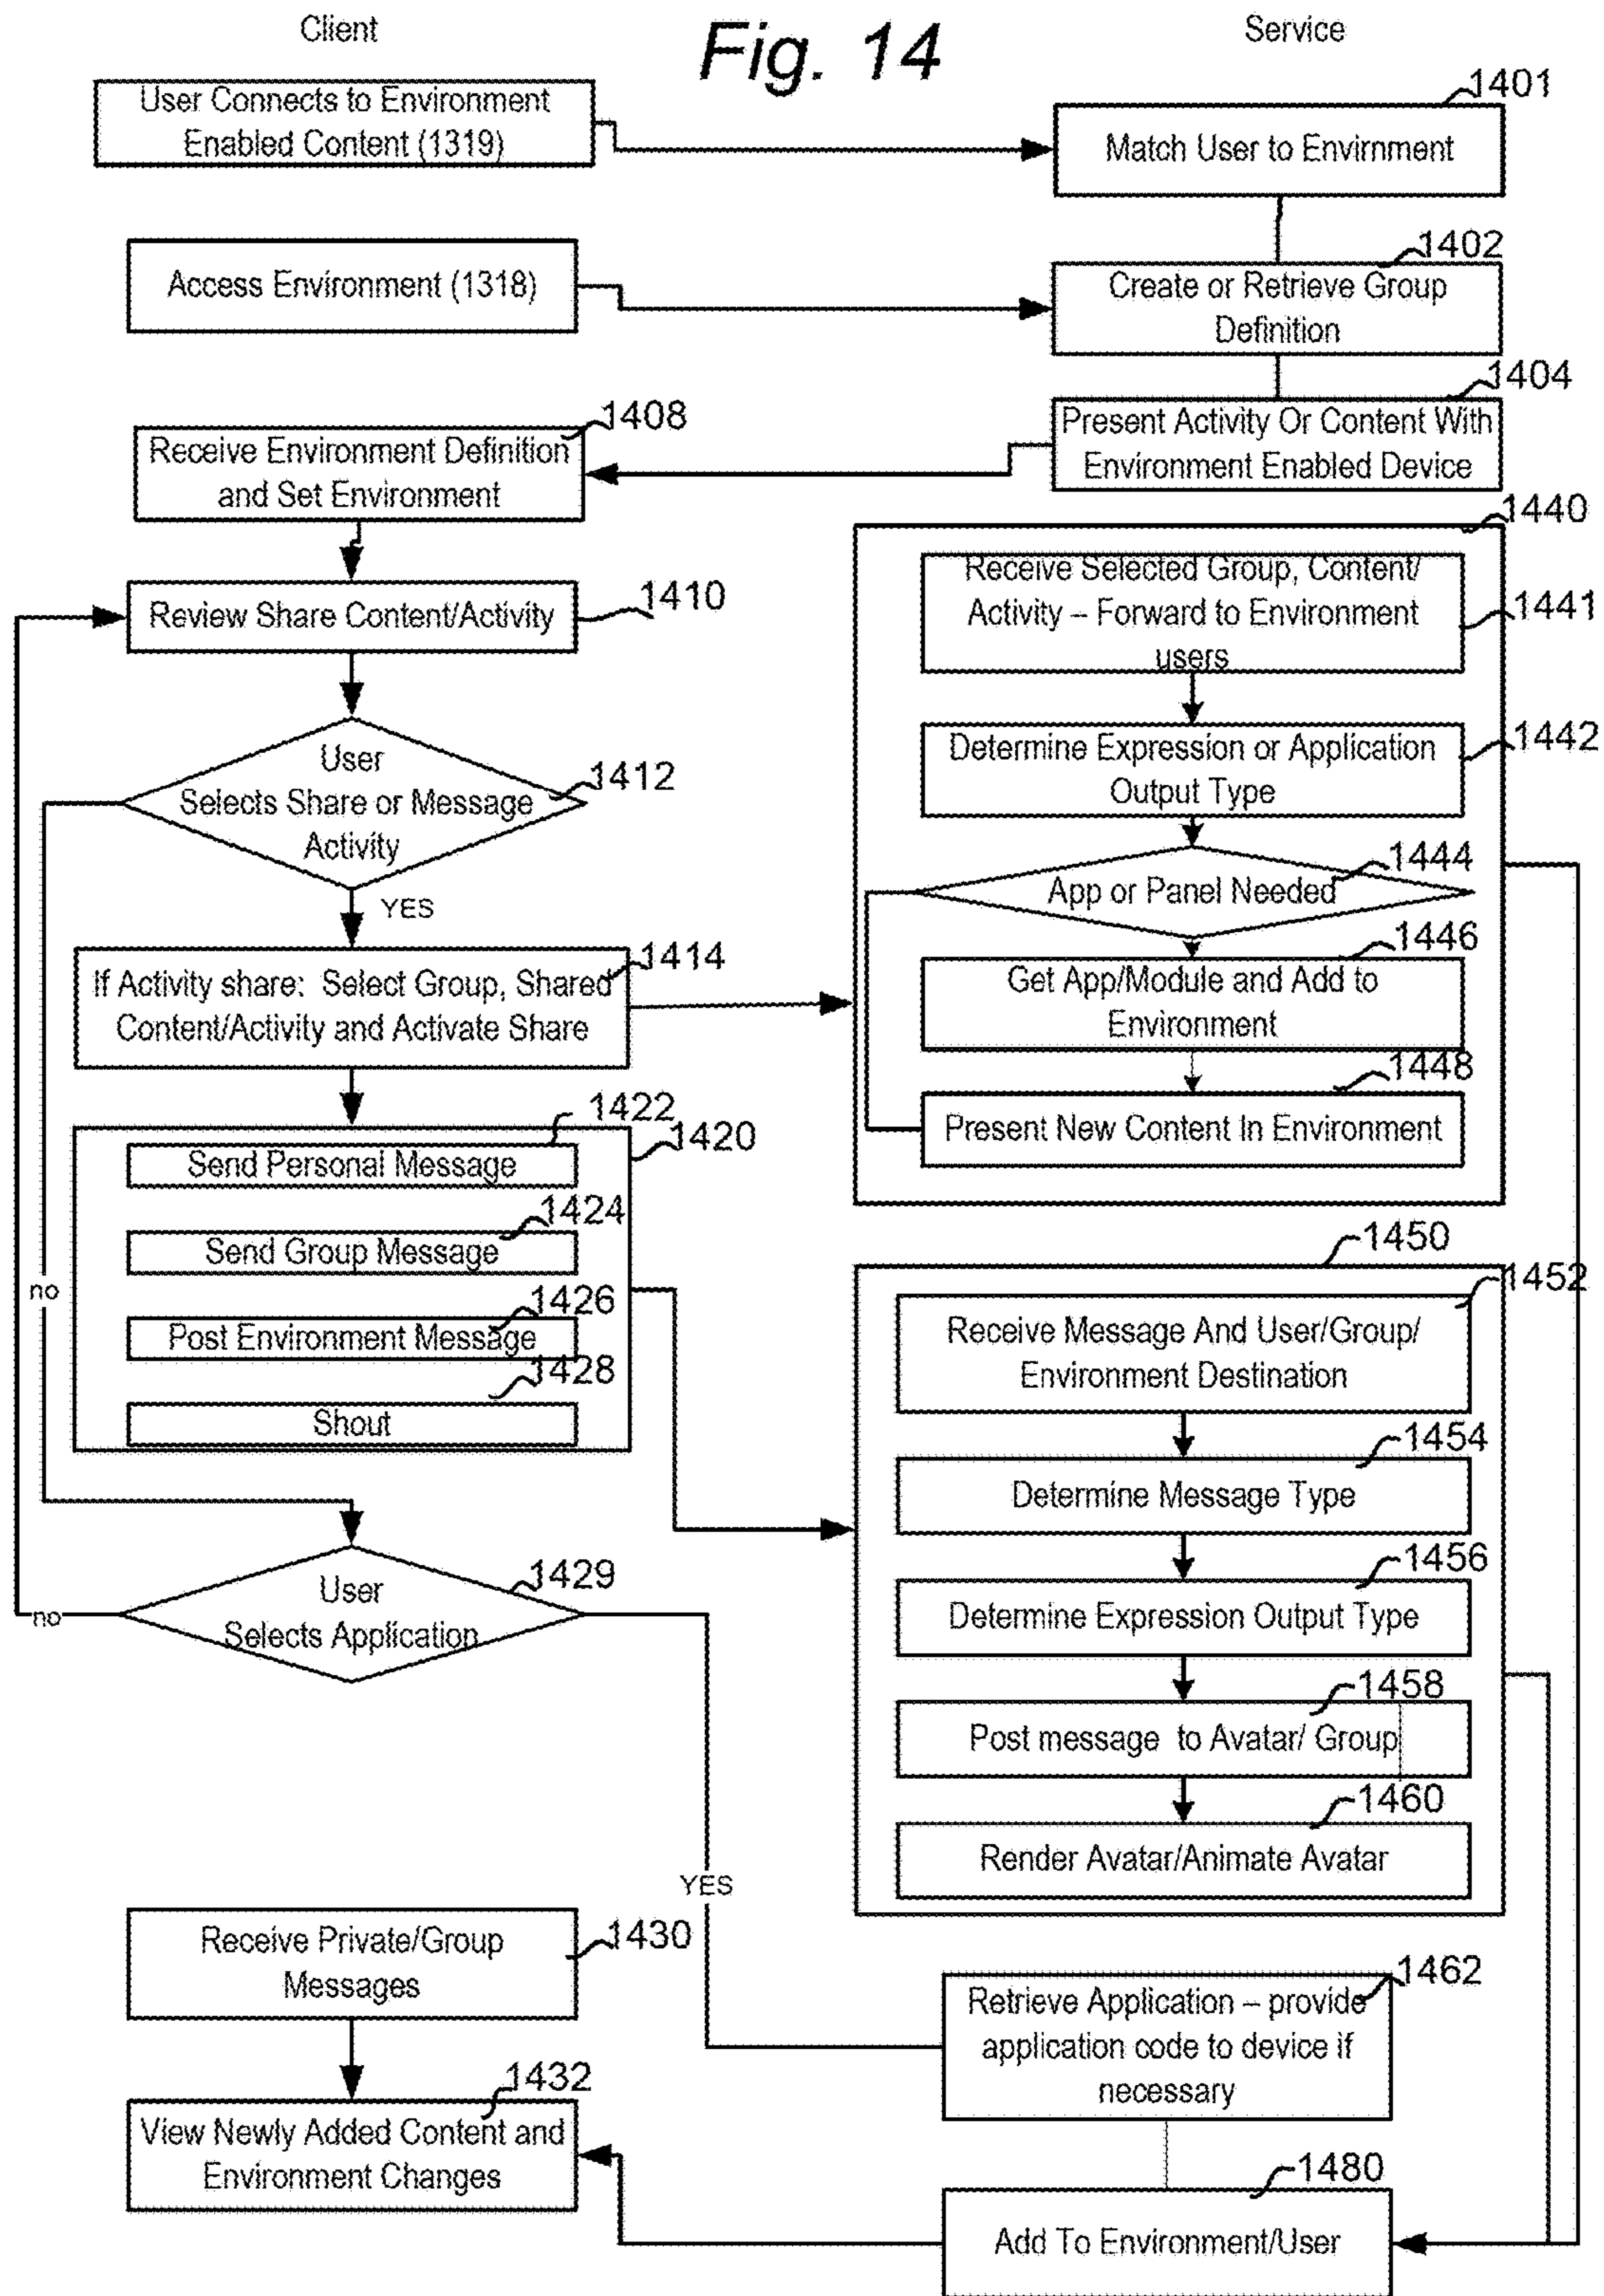 Client
Fig. 14
Service
User Connects to Environment
Enabled Content (1319)
1401
Match User to Envirnment
Access Environment (1318)
1402
Create or Retrieve Group
Definition
1404
Present Activity Or Content With
Environment Enabled Device
1408
Receive Environment Definition
and Set Environment
1410
Review Share Content/Activity
User
Selects Share or Message
Activity
1412
YES
no
1414
If Activity share: Select Group, Shared
Content/Activity and Activate Share
1440
Receive Selected Group, Content/
Activity – Forward to Environment
users
1441
Determine Expression or Application
Output Type
1442
App or Panel Needed
1444
1446
Get App/Module and Add to
Environment
1448
Present New Content In Environment
1422
1420
Send Personal Message
1424
Send Group Message
1426
Post Environment Message
1428
Shout
1450
1452
Receive Message And User/Group/
Environment Destination
1454
Determine Message Type
1456
Determine Expression Output Type
1458
Post message to Avatar/ Group
1460
Render Avatar/Animate Avatar
User
Selects Application
1429
no
YES
Receive Private/Group
Messages
1430
1432
View Newly Added Content and
Environment Changes
1462
Retrieve Application – provide
application code to device if
necessary
1480
Add To Environment/User